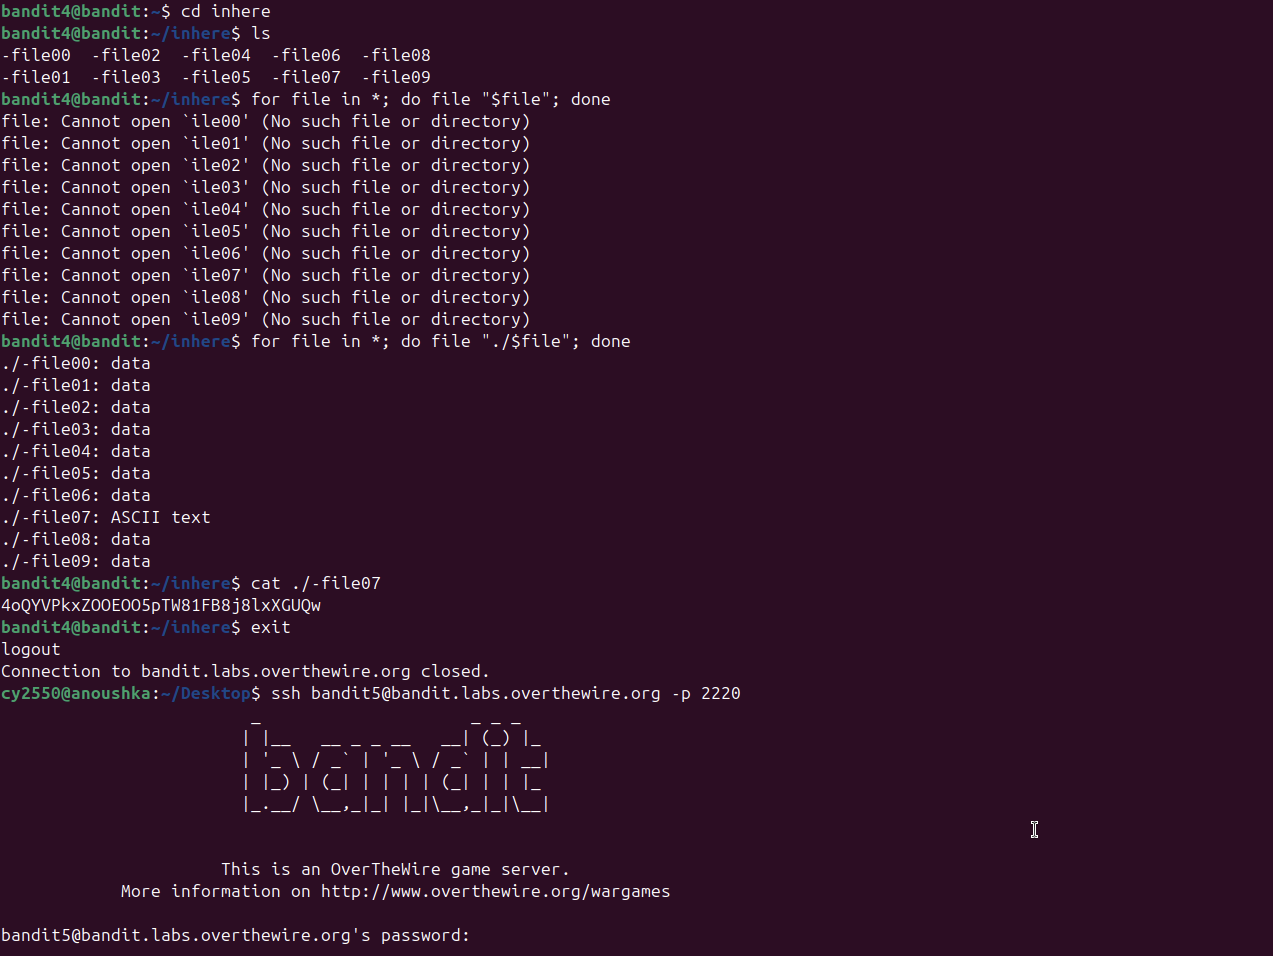 bandit4@bandit:~$ cd inhere
bandit4@bandit:~/inhere$ ls
-file00  -file02  -file04  -file06  -file08
-file01  -file03  -file05  -file07  -file09
bandit4@bandit:~/inhere$ for file in *; do file "$file"; done
file: Cannot open `ile00' (No such file or directory)
file: Cannot open `ile01' (No such file or directory)
file: Cannot open `ile02' (No such file or directory)
file: Cannot open `ile03' (No such file or directory)
file: Cannot open `ile04' (No such file or directory)
file: Cannot open `ile05' (No such file or directory)
file: Cannot open `ile06' (No such file or directory)
file: Cannot open `ile07' (No such file or directory)
file: Cannot open `ile08' (No such file or directory)
file: Cannot open `ile09' (No such file or directory)
bandit4@bandit:~/inhere$ for file in *; do file "./$file"; done
./-file00: data
./-file01: data
./-file02: data
./-file03: data
./-file04: data
./-file05: data
./-file06: data
./-file07: ASCII text
./-file08: data
./-file09: data
bandit4@bandit:~/inhere$ cat ./-file07
4oQYVPkxZOOEOO5pTW81FB8j8lxXGUQw
bandit4@bandit:~/inhere$ exit
logout
Connection to bandit.labs.overthewire.org closed.
cy2550@anoushka:~/Desktop$ ssh bandit5@bandit.labs.overthewire.org -p 2220
                         _                     _ _ _
                        | |__   __ _ _ __   __| (_) |_
                        | '_ \ / _` | '_ \ / _` | | __|
                        | |_) | (_| | | | | (_| | | |_
                        |_.__/ \__,_|_| |_|\__,_|_|\__|
                      This is an OverTheWire game server.
            More information on http://www.overthewire.org/wargames
bandit5@bandit.labs.overthewire.org's password: